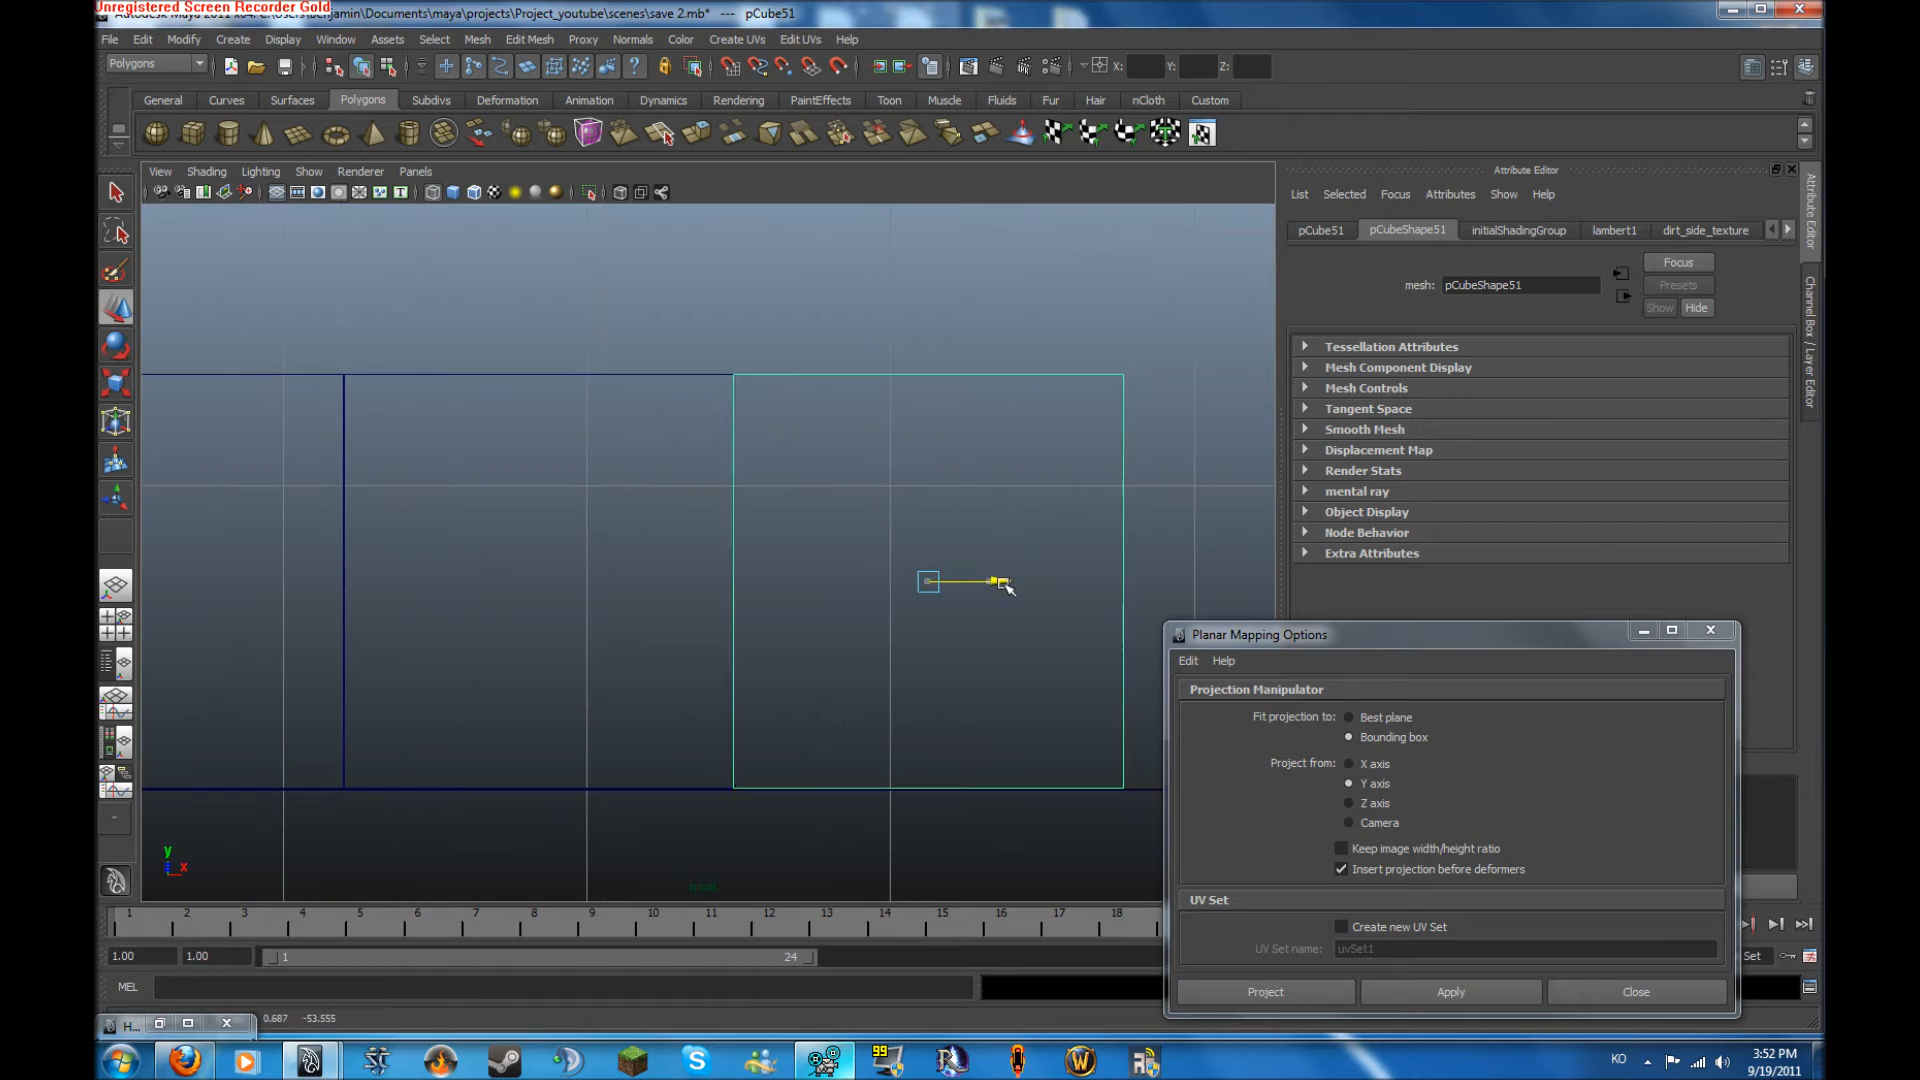 Unregistered Screen Recorder Gold
Autodesk Maya 2011 x64: C:\Users\Benjamin\Documents\maya\projects\Project_youtube\scenes\save 2.mb* --- pCube51
File Edit Modify Create Display Window Assets Select Mesh Edit Mesh Proxy Normals Color Create UVs Edit UVs Help
Polygons X: Y: Z:
General Curves Surfaces Polygons Subdivs Deformation Animation Dynamics Rendering PaintEffects Toon Muscle Fluids Fur Hair nCloth Custom
View Shading Lighting Show Renderer Panels
Attribute Editor
List Selected Focus Attributes Show Help
pCube51 pCubeShape51 initialShadingGroup lambert1 dirt_side_texture
Focus
mesh: pCubeShape51 Presets
Show Hide
Attribute Editor
Channel Box / Layer Editor
Tessellation Attributes
Mesh Component Display
Mesh Controls
Tangent Space
Smooth Mesh
Displacement Map
Render Stats
mental ray
Object Display
Node Behavior
Extra Attributes
Planar Mapping Options
Edit Help
Projection Manipulator
Fit projection to: Best plane
Bounding box
Project from: X axis
Y axis
Z axis
Camera
Keep image width/height ratio
Insert projection before deformers
UV Set
Create new UV Set
UV Set name: uvSet1
Project Apply Close
y
x
1 2 3 4 5 6 7 8 9 10 11 12 13 14 15 16 17 18
1.00 1.00 1 24 Set
MEL
H... 0.687 -53.555
99
KO 3:52 PM
9/19/2011